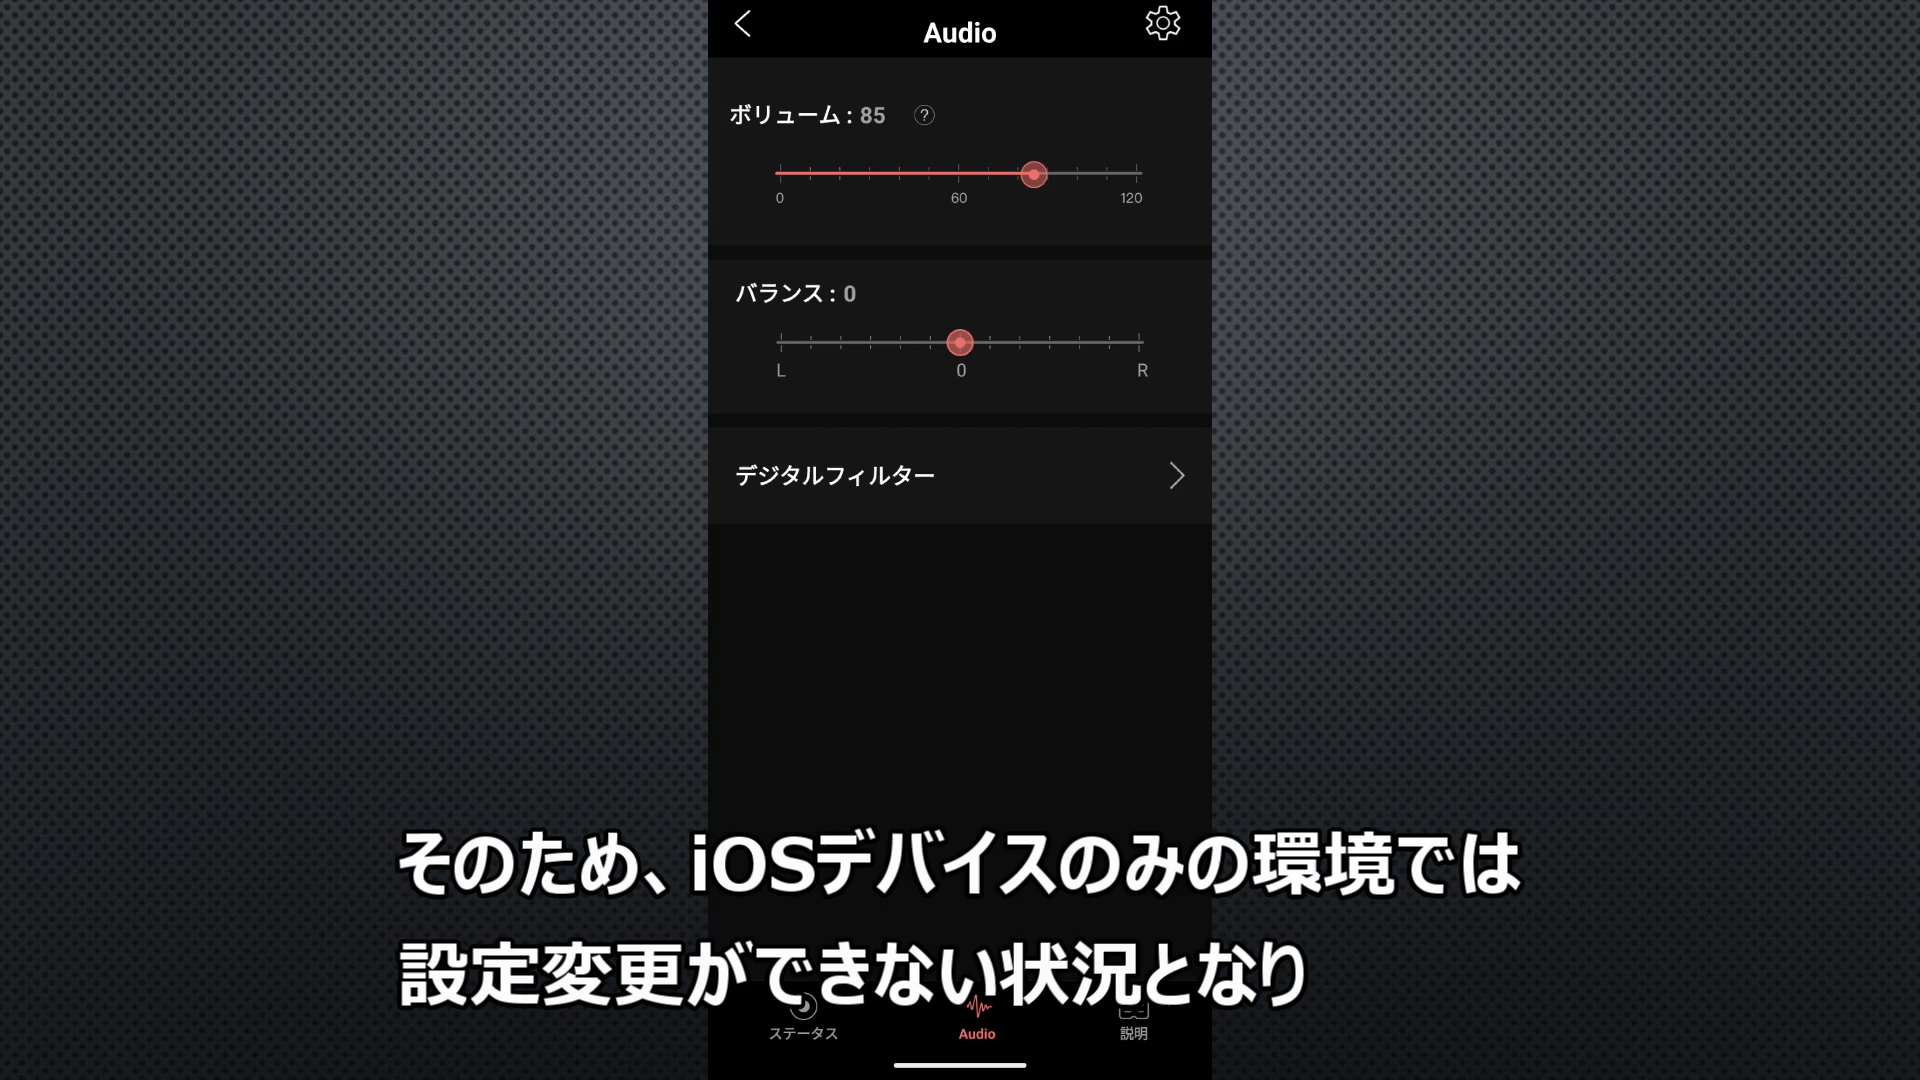 Audio
ボリューム : 85 ?
0 60 120
バランス : 0
L 0 R
デジタルフィルター
そのため、iOSデバイスのみの環境では
設定変更ができない状況となり
ステータス Audio 説明